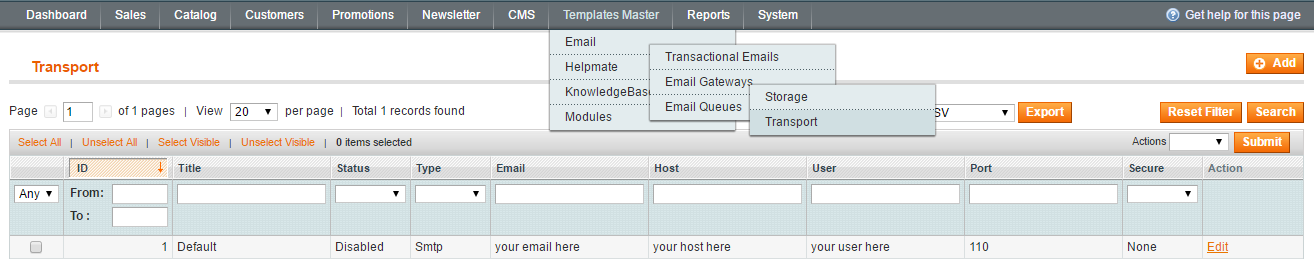 Dashboard Sales Catalog Customers Promotions Newsletter CMS Templates Master Reports System Get help for this page
Email
Helpmate
KnowledgeBas
Modules
Transactional Emails
Email Gateways
Email Queues
Storage
Transport
Transport
Add
Page 1 of 1 pages | View 20 per page | Total 1 records found
SV Export Reset Filter Search
Select All | Unselect All | Select Visible | Unselect Visible | 0 items selected Actions Submit
ID Title Status Type Email Host User Port Secure Action
Any From:
To :
1 Default Disabled Smtp your email here your host here your user here 110 None Edit